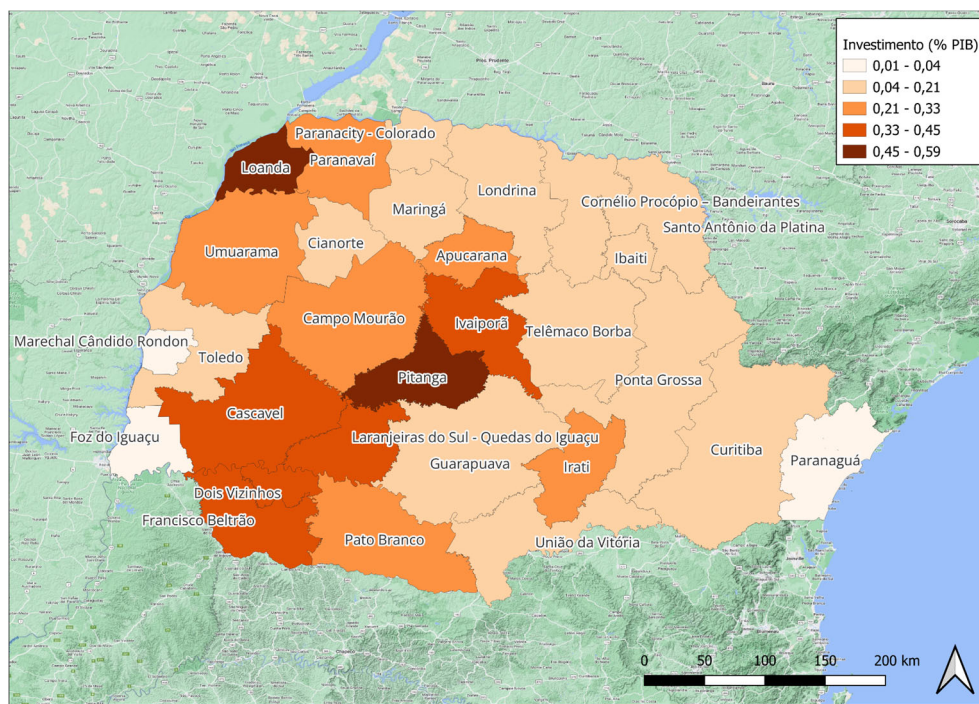 Investimento (% PIB)
0,01 - 0,04
0,04 - 0,21
0,21 - 0,33
0,33 - 0,45
0,45 - 0,59
Paranacity - Colorado
Loanda
Paranavaí
Londrina
Cornélio Procópio – Bandeirantes
Maringá
Santo Antônio da Platina
Umuarama
Cianorte
Apucarana
Ibaiti
Campo Mourão
Ivaiporã
Telêmaco Borba
Marechal Cândido Rondon
Toledo
Pitanga
Ponta Grossa
Cascavel
Foz do Iguaçu
Laranjeiras do Sul - Quedas do Iguaçu
Curitiba
Guarapuava
Irati
Paranaguá
Dois Vizinhos
Francisco Beltrão
Pato Branco
União da Vitória
0 50 100 150 200 km